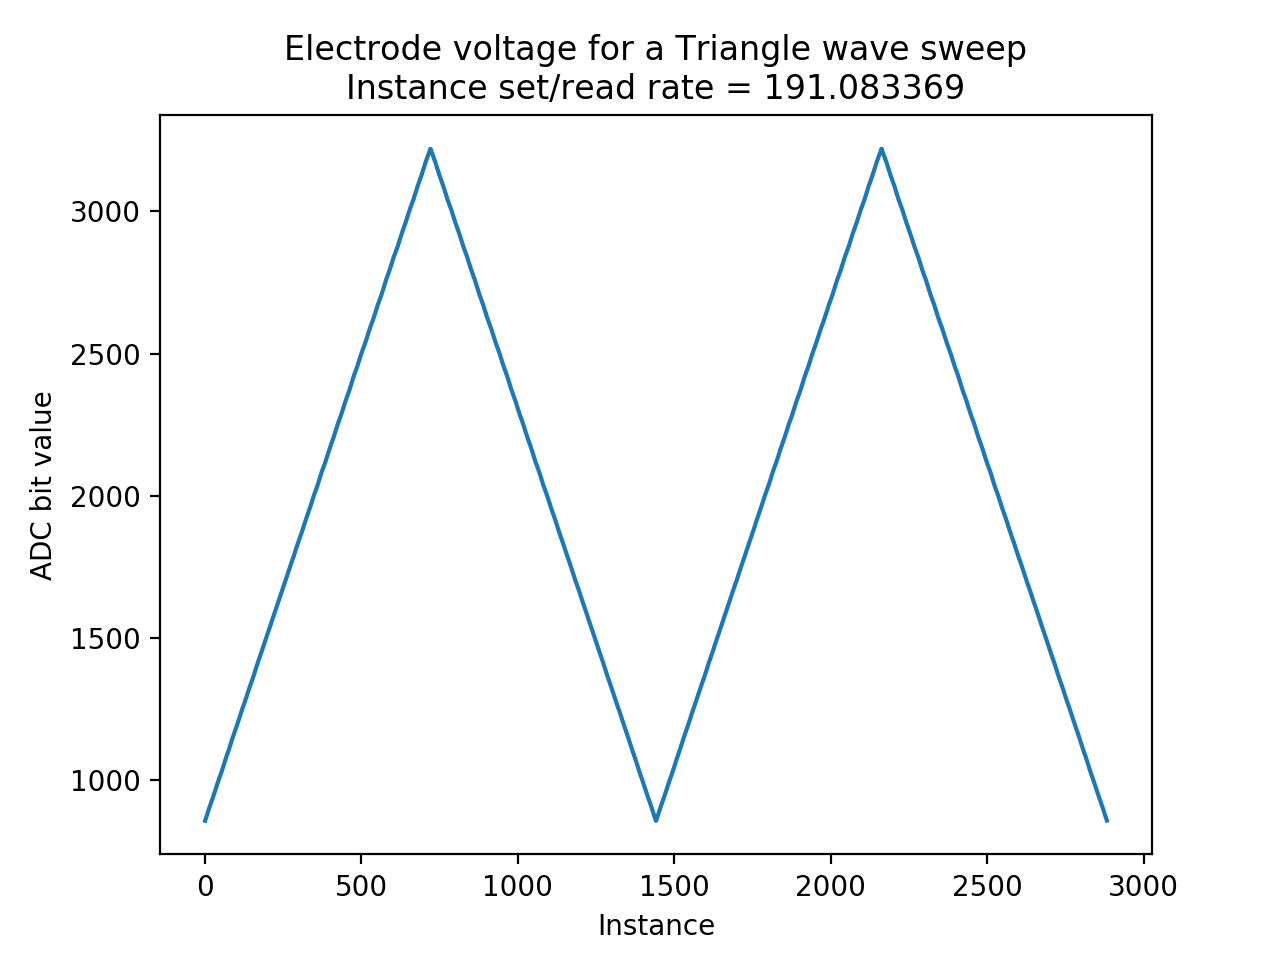 Electrode voltage for a Triangle wave sweep
Instance set/read rate = 191.083369
ADC bit value
3000
2500
2000
1500
1000
0 500 1000 1500 2000 2500 3000
Instance